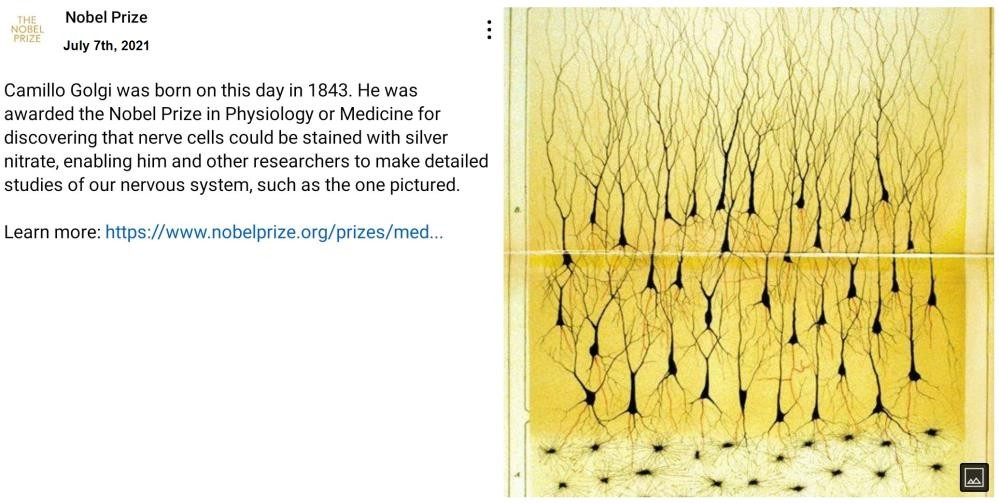 THE
NOBEL
PRIZE
Nobel Prize
July 7th, 2021
Camillo Golgi was born on this day in 1843. He was
awarded the Nobel Prize in Physiology or Medicine for
discovering that nerve cells could be stained with silver
nitrate, enabling him and other researchers to make detailed
studies of our nervous system, such as the one pictured.
Learn more: https://www.nobelprize.org/prizes/med...